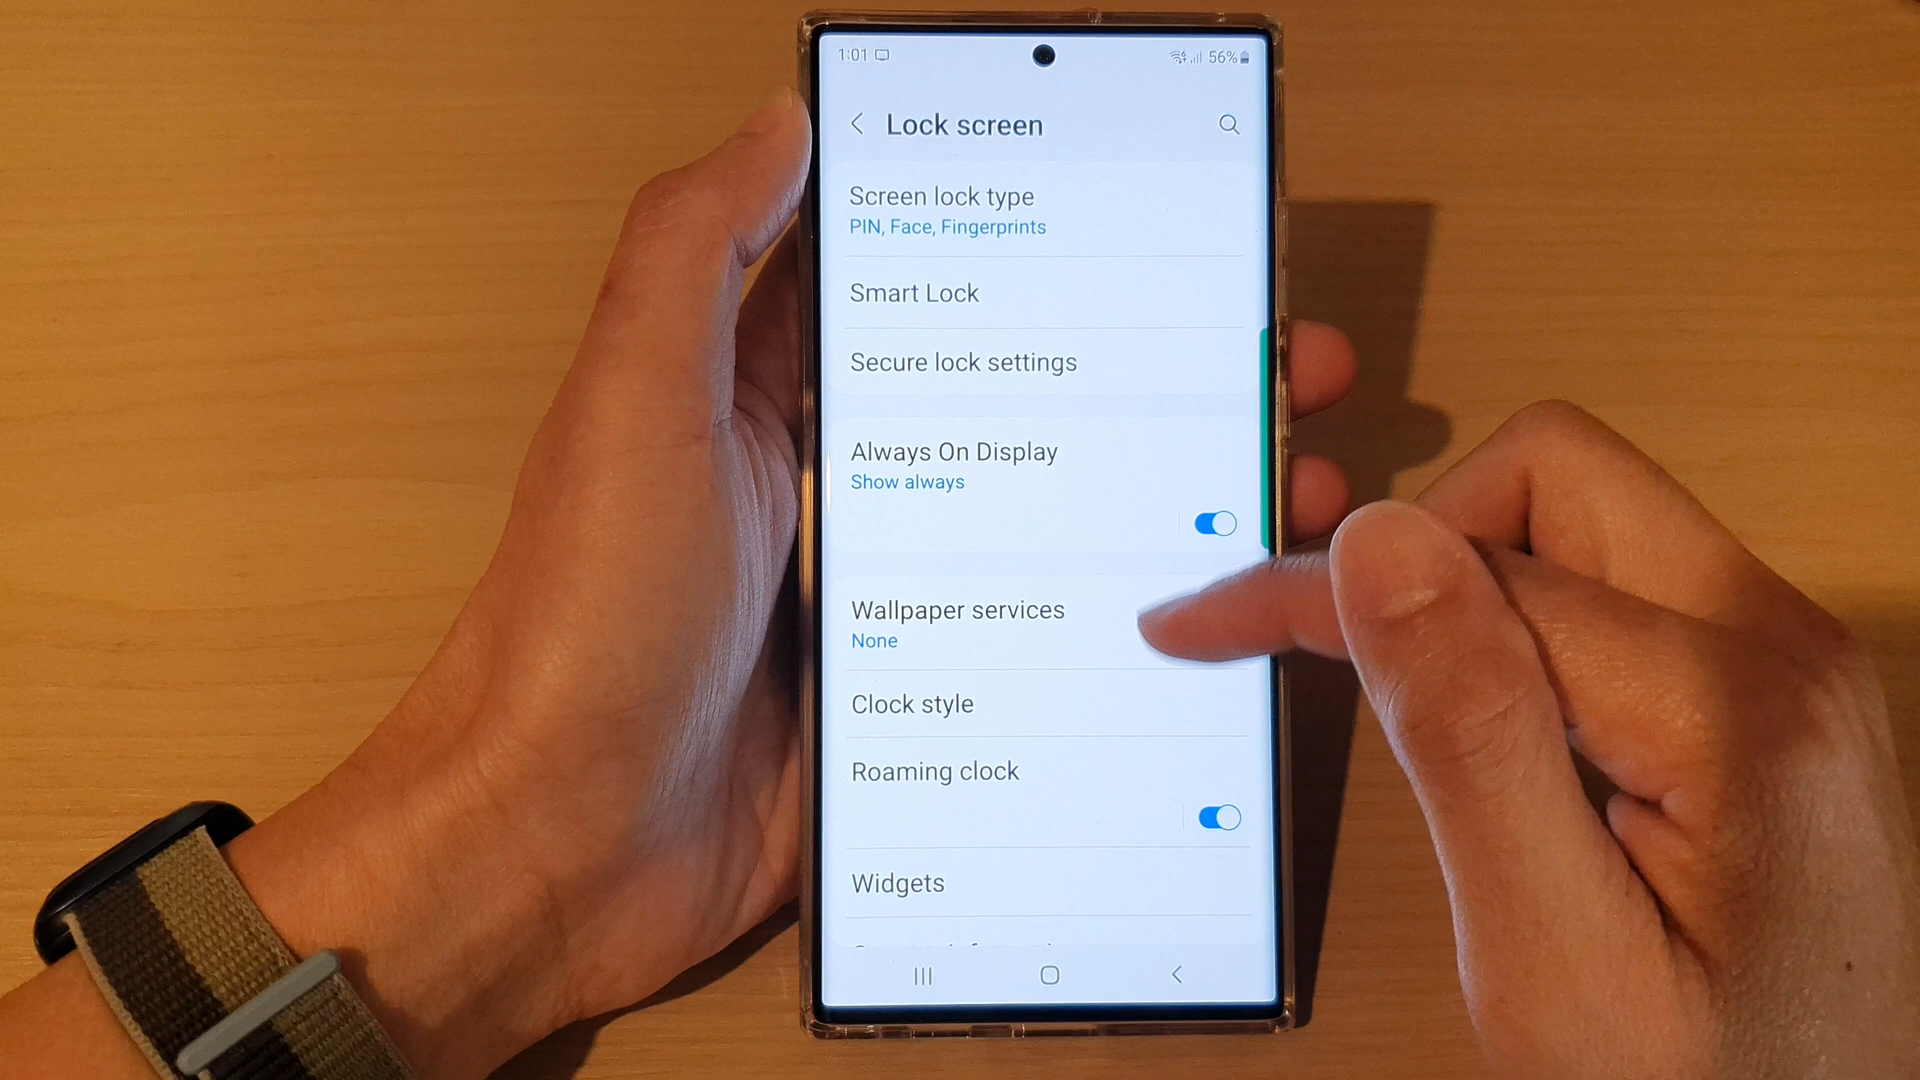 1:01 56%
Lock screen
Screen lock type
PIN, Face, Fingerprints
Smart Lock
Secure lock settings
Always On Display
Show always
Wallpaper services
None
Clock style
Roaming clock
Widgets